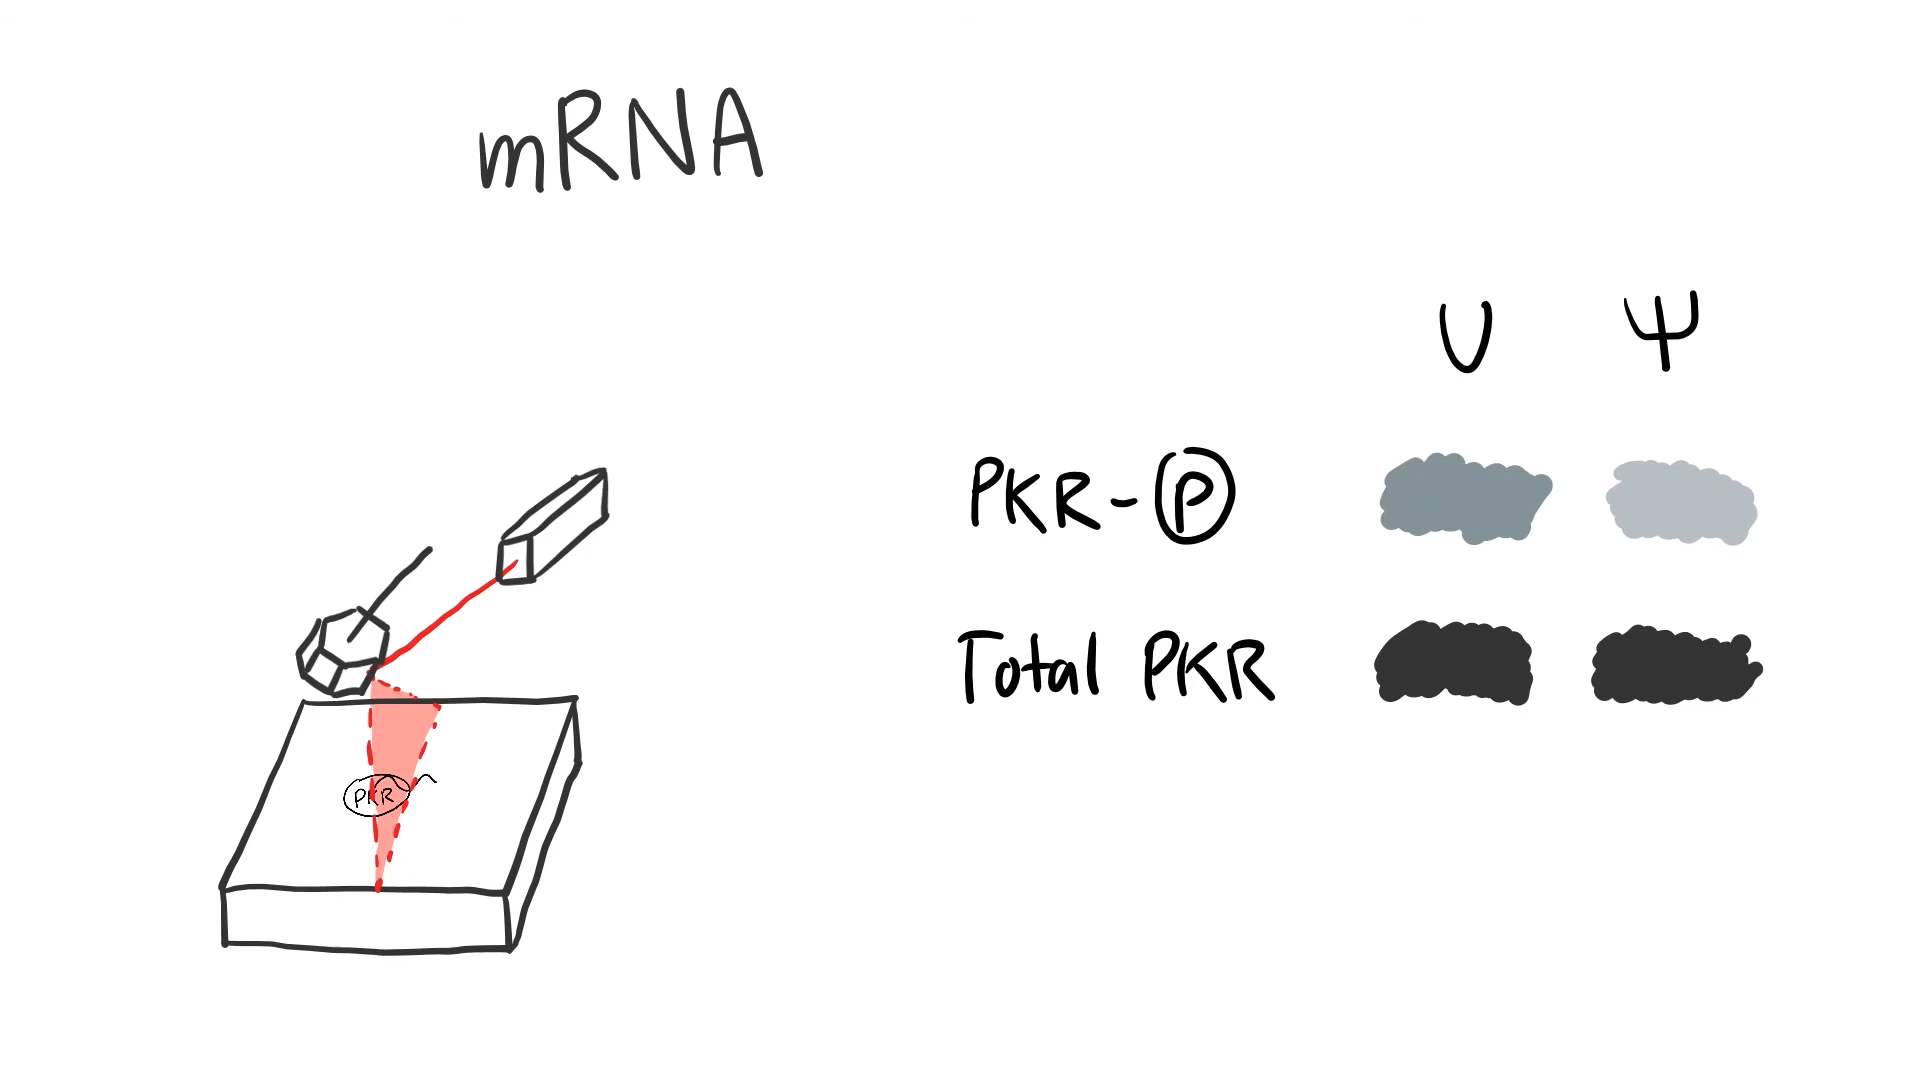 mRNA
U Ψ
PKR-Ⓟ
Total PKR
PKR